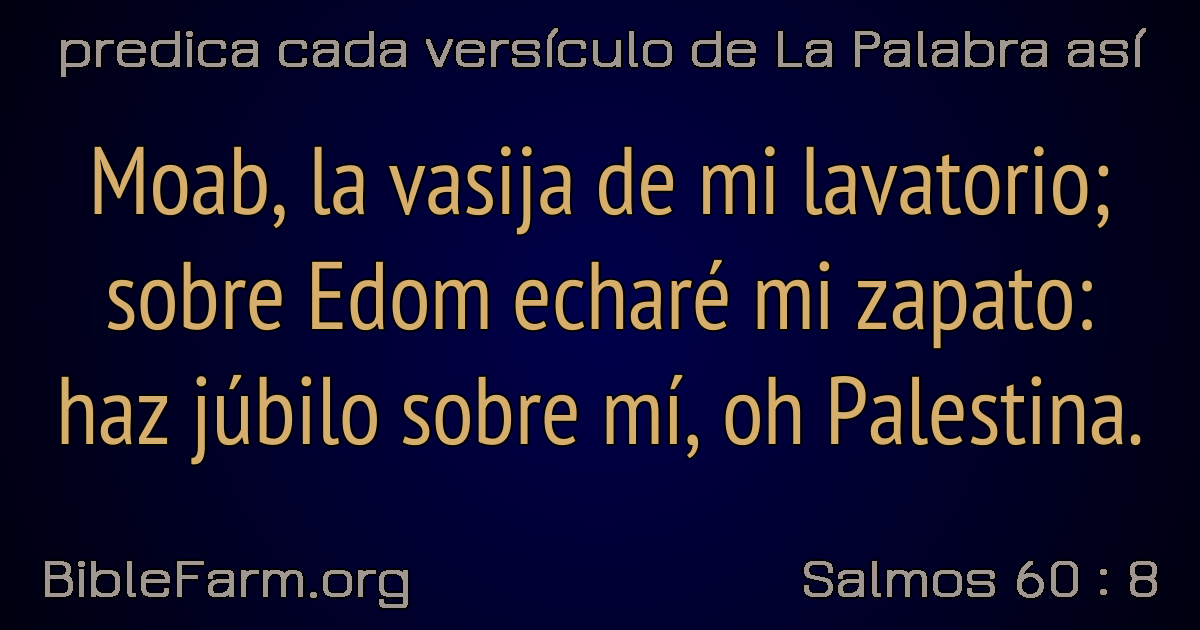 predica cada versículo de La Palabra así
Moab, la vasija de mi lavatorio;
sobre Edom echaré mi zapato:
haz júbilo sobre mí, oh Palestina.
BibleFarm.org
Salmos 60 : 8